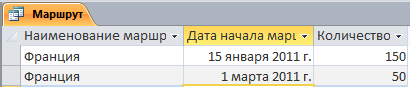 Маршрут
Наименование маршр Дата начала марш Количество
Франция 15 января 2011 г. 150
Франция 1 марта 2011 г. 50